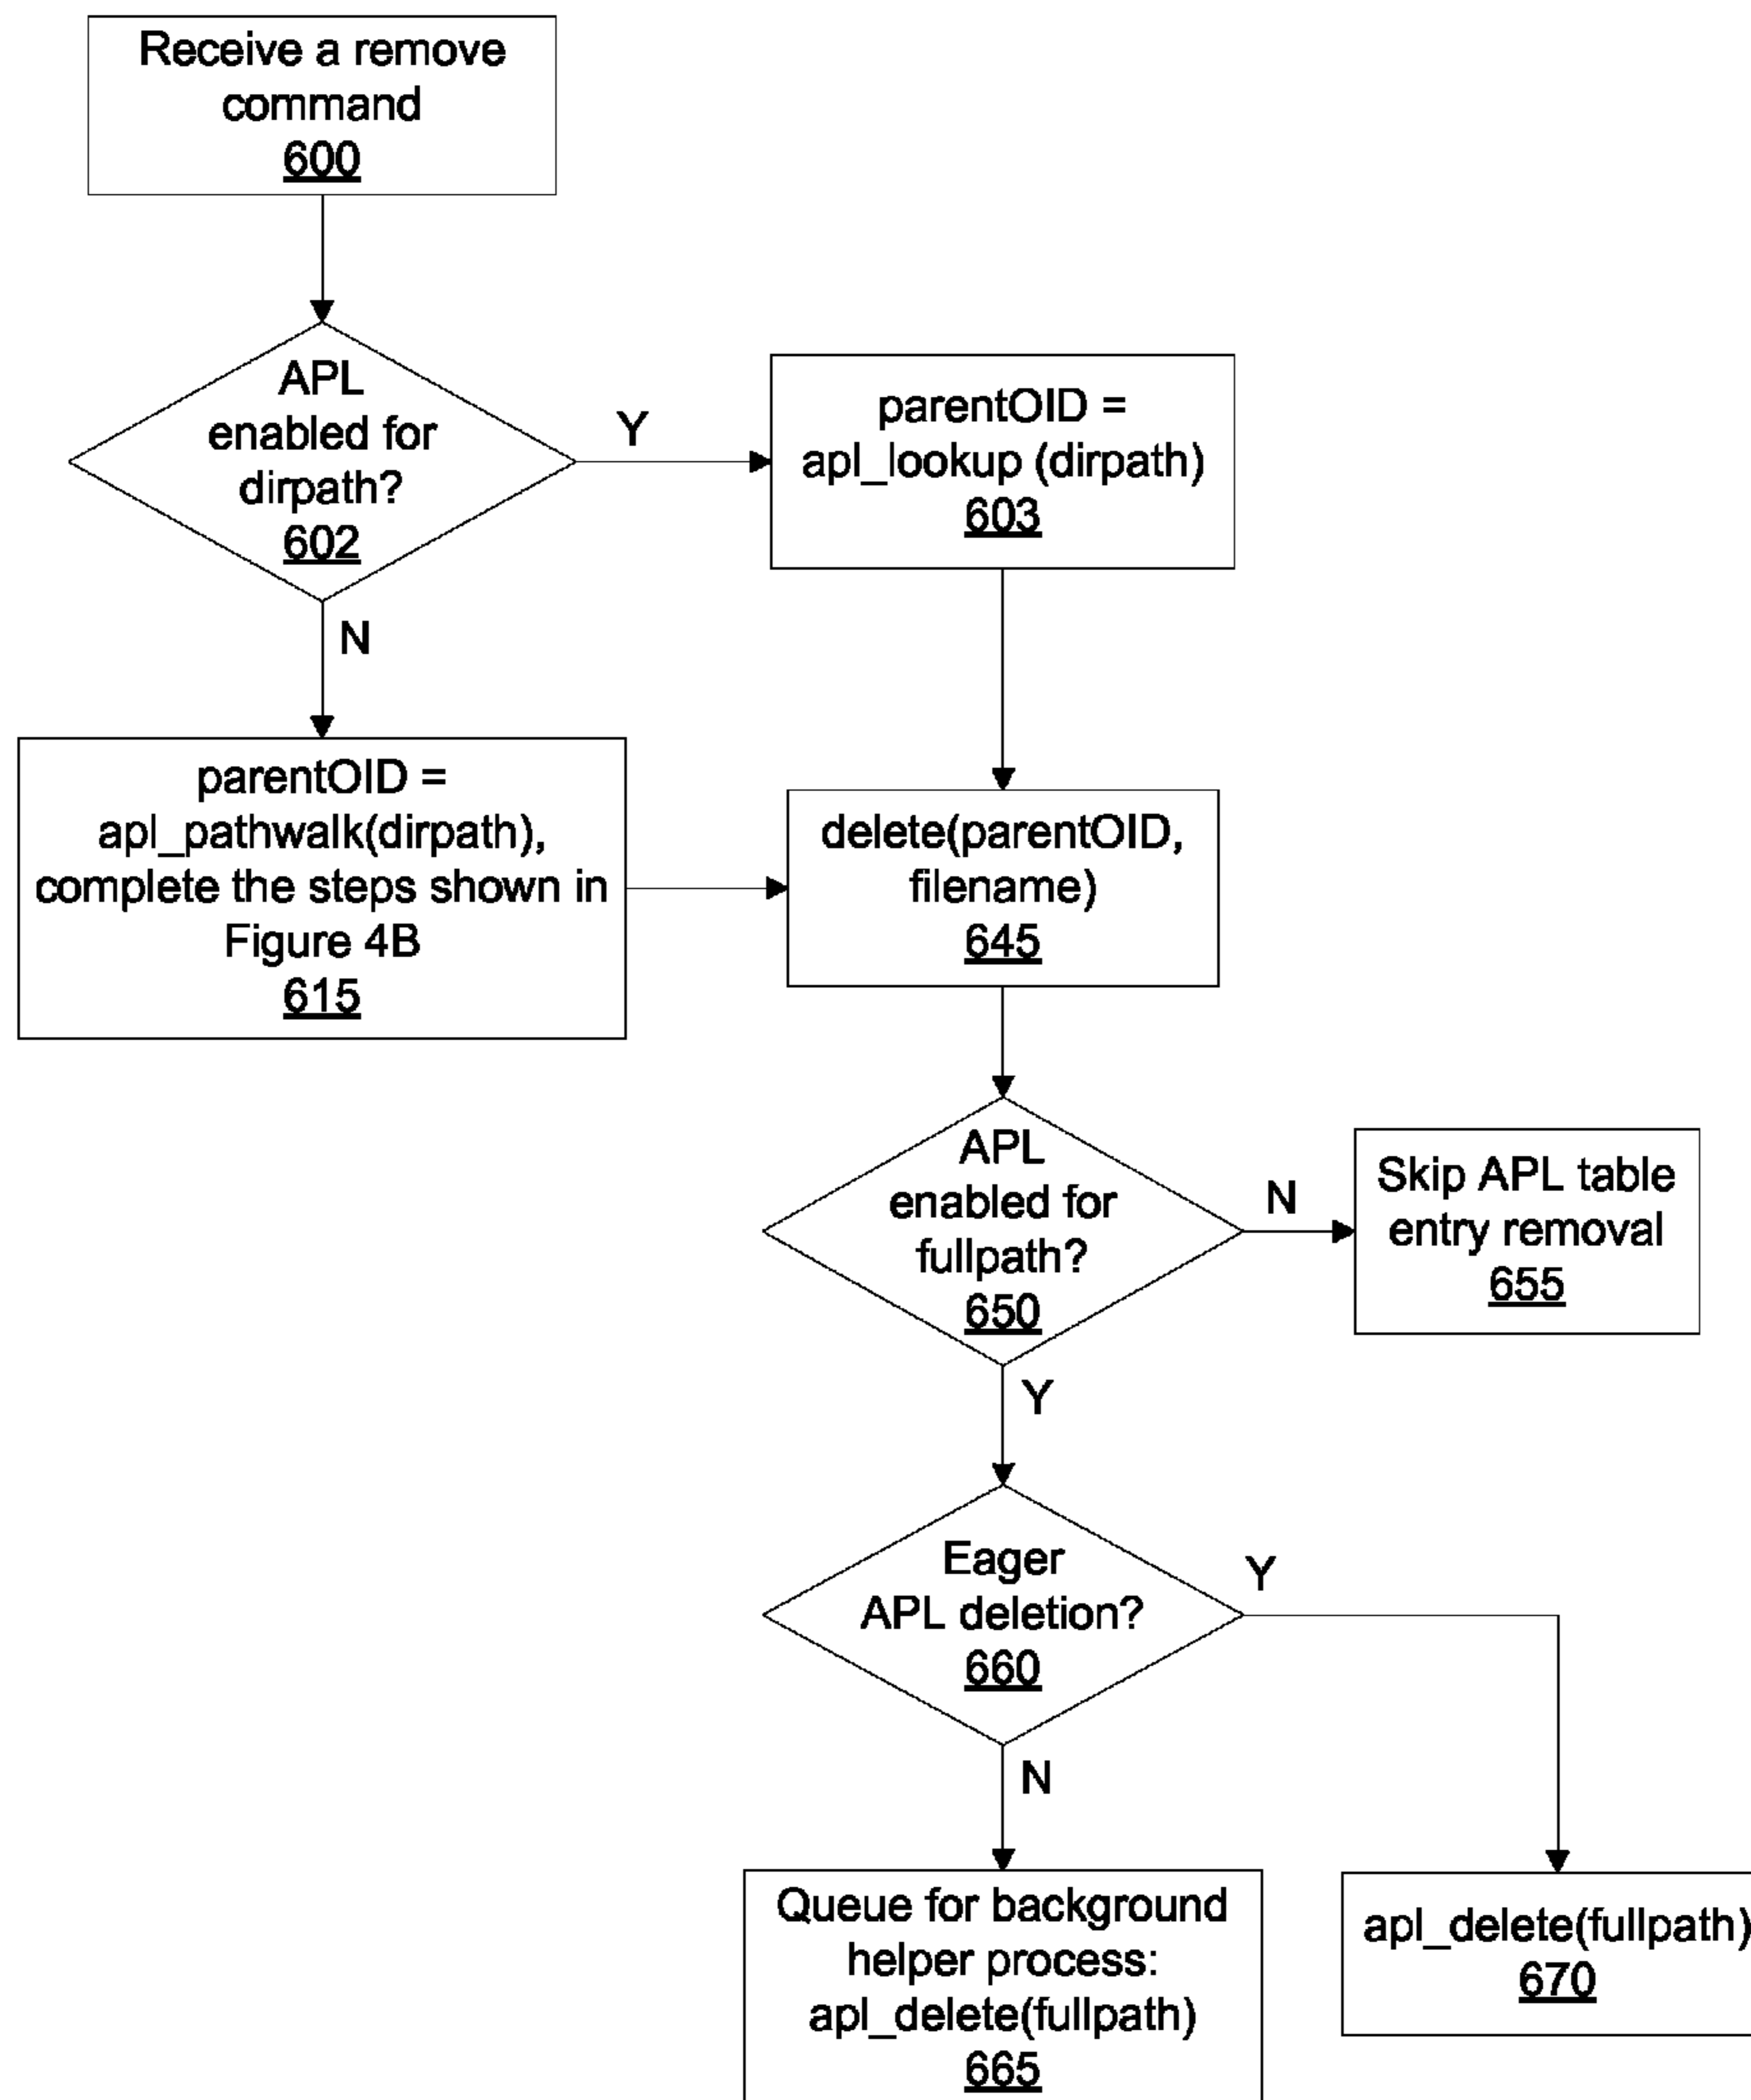 Receive a remove
command
600
APL
enabled for
dirpath?
602
Y
parentOID =
apl_lookup (dirpath)
603
N
parentOID =
apl_pathwalk(dirpath),
complete the steps shown in
Figure 4B
615
delete(parentOID,
filename)
645
APL
enabled for
fullpath?
650
N
Skip APL table
entry removal
655
Y
Eager
APL deletion?
660
Y
N
Queue for background
helper process:
apl_delete(fullpath)
665
apl_delete(fullpath)
670